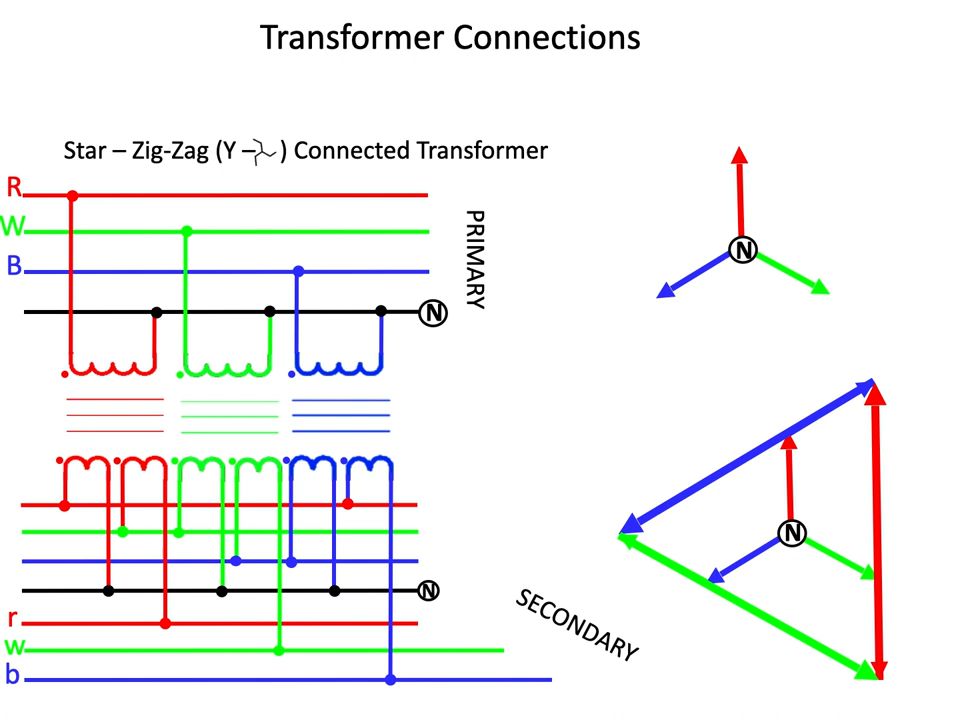 Transformer Connections
Star – Zig-Zag (Y – ) Connected Transformer
R
W
B
N
PRIMARY
N
N
r
w
b
SECONDARY
N